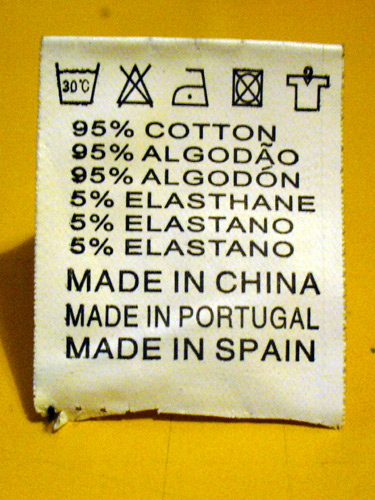 30°C
95% COTTON
95% ALGODÃO
95% ALGODÓN
5% ELASTHANE
5% ELASTANO
5% ELASTANO
MADE IN CHINA
MADE IN PORTUGAL
MADE IN SPAIN